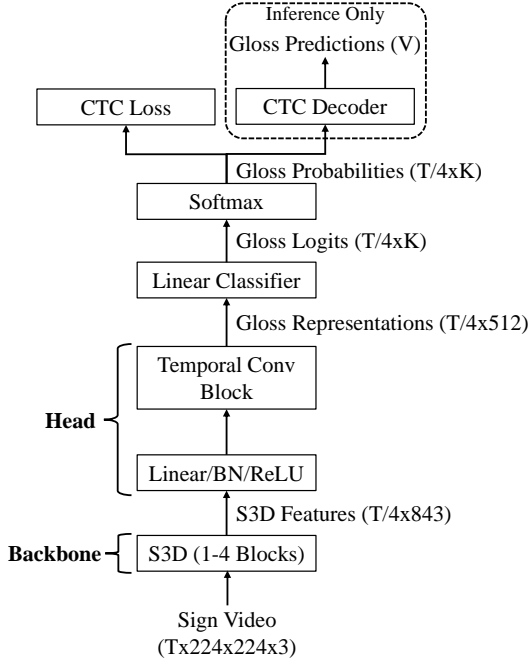 Inference Only
Gloss Predictions (V)
CTC Loss
CTC Decoder
Gloss Probabilities (T/4xK)
Softmax
Gloss Logits (T/4xK)
Linear Classifier
Gloss Representations (T/4x512)
Temporal Conv
Block
Head
Linear/BN/ReLU
S3D Features (T/4x843)
Backbone
S3D (1-4 Blocks)
Sign Video
(Tx224x224x3)